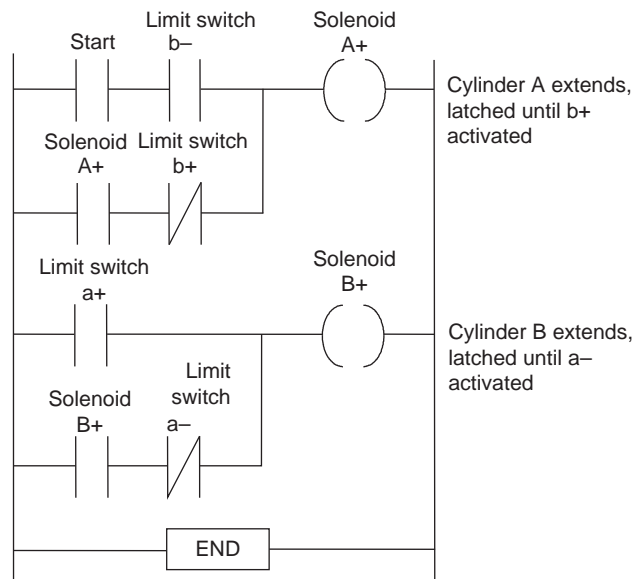 Start
Limit switch
b–
Solenoid
A+
Cylinder A extends,
latched until b+
activated
Solenoid
A+
Limit switch
b+
Limit switch
a+
Solenoid
B+
Cylinder B extends,
latched until a–
activated
Solenoid
B+
Limit
switch
a–
END